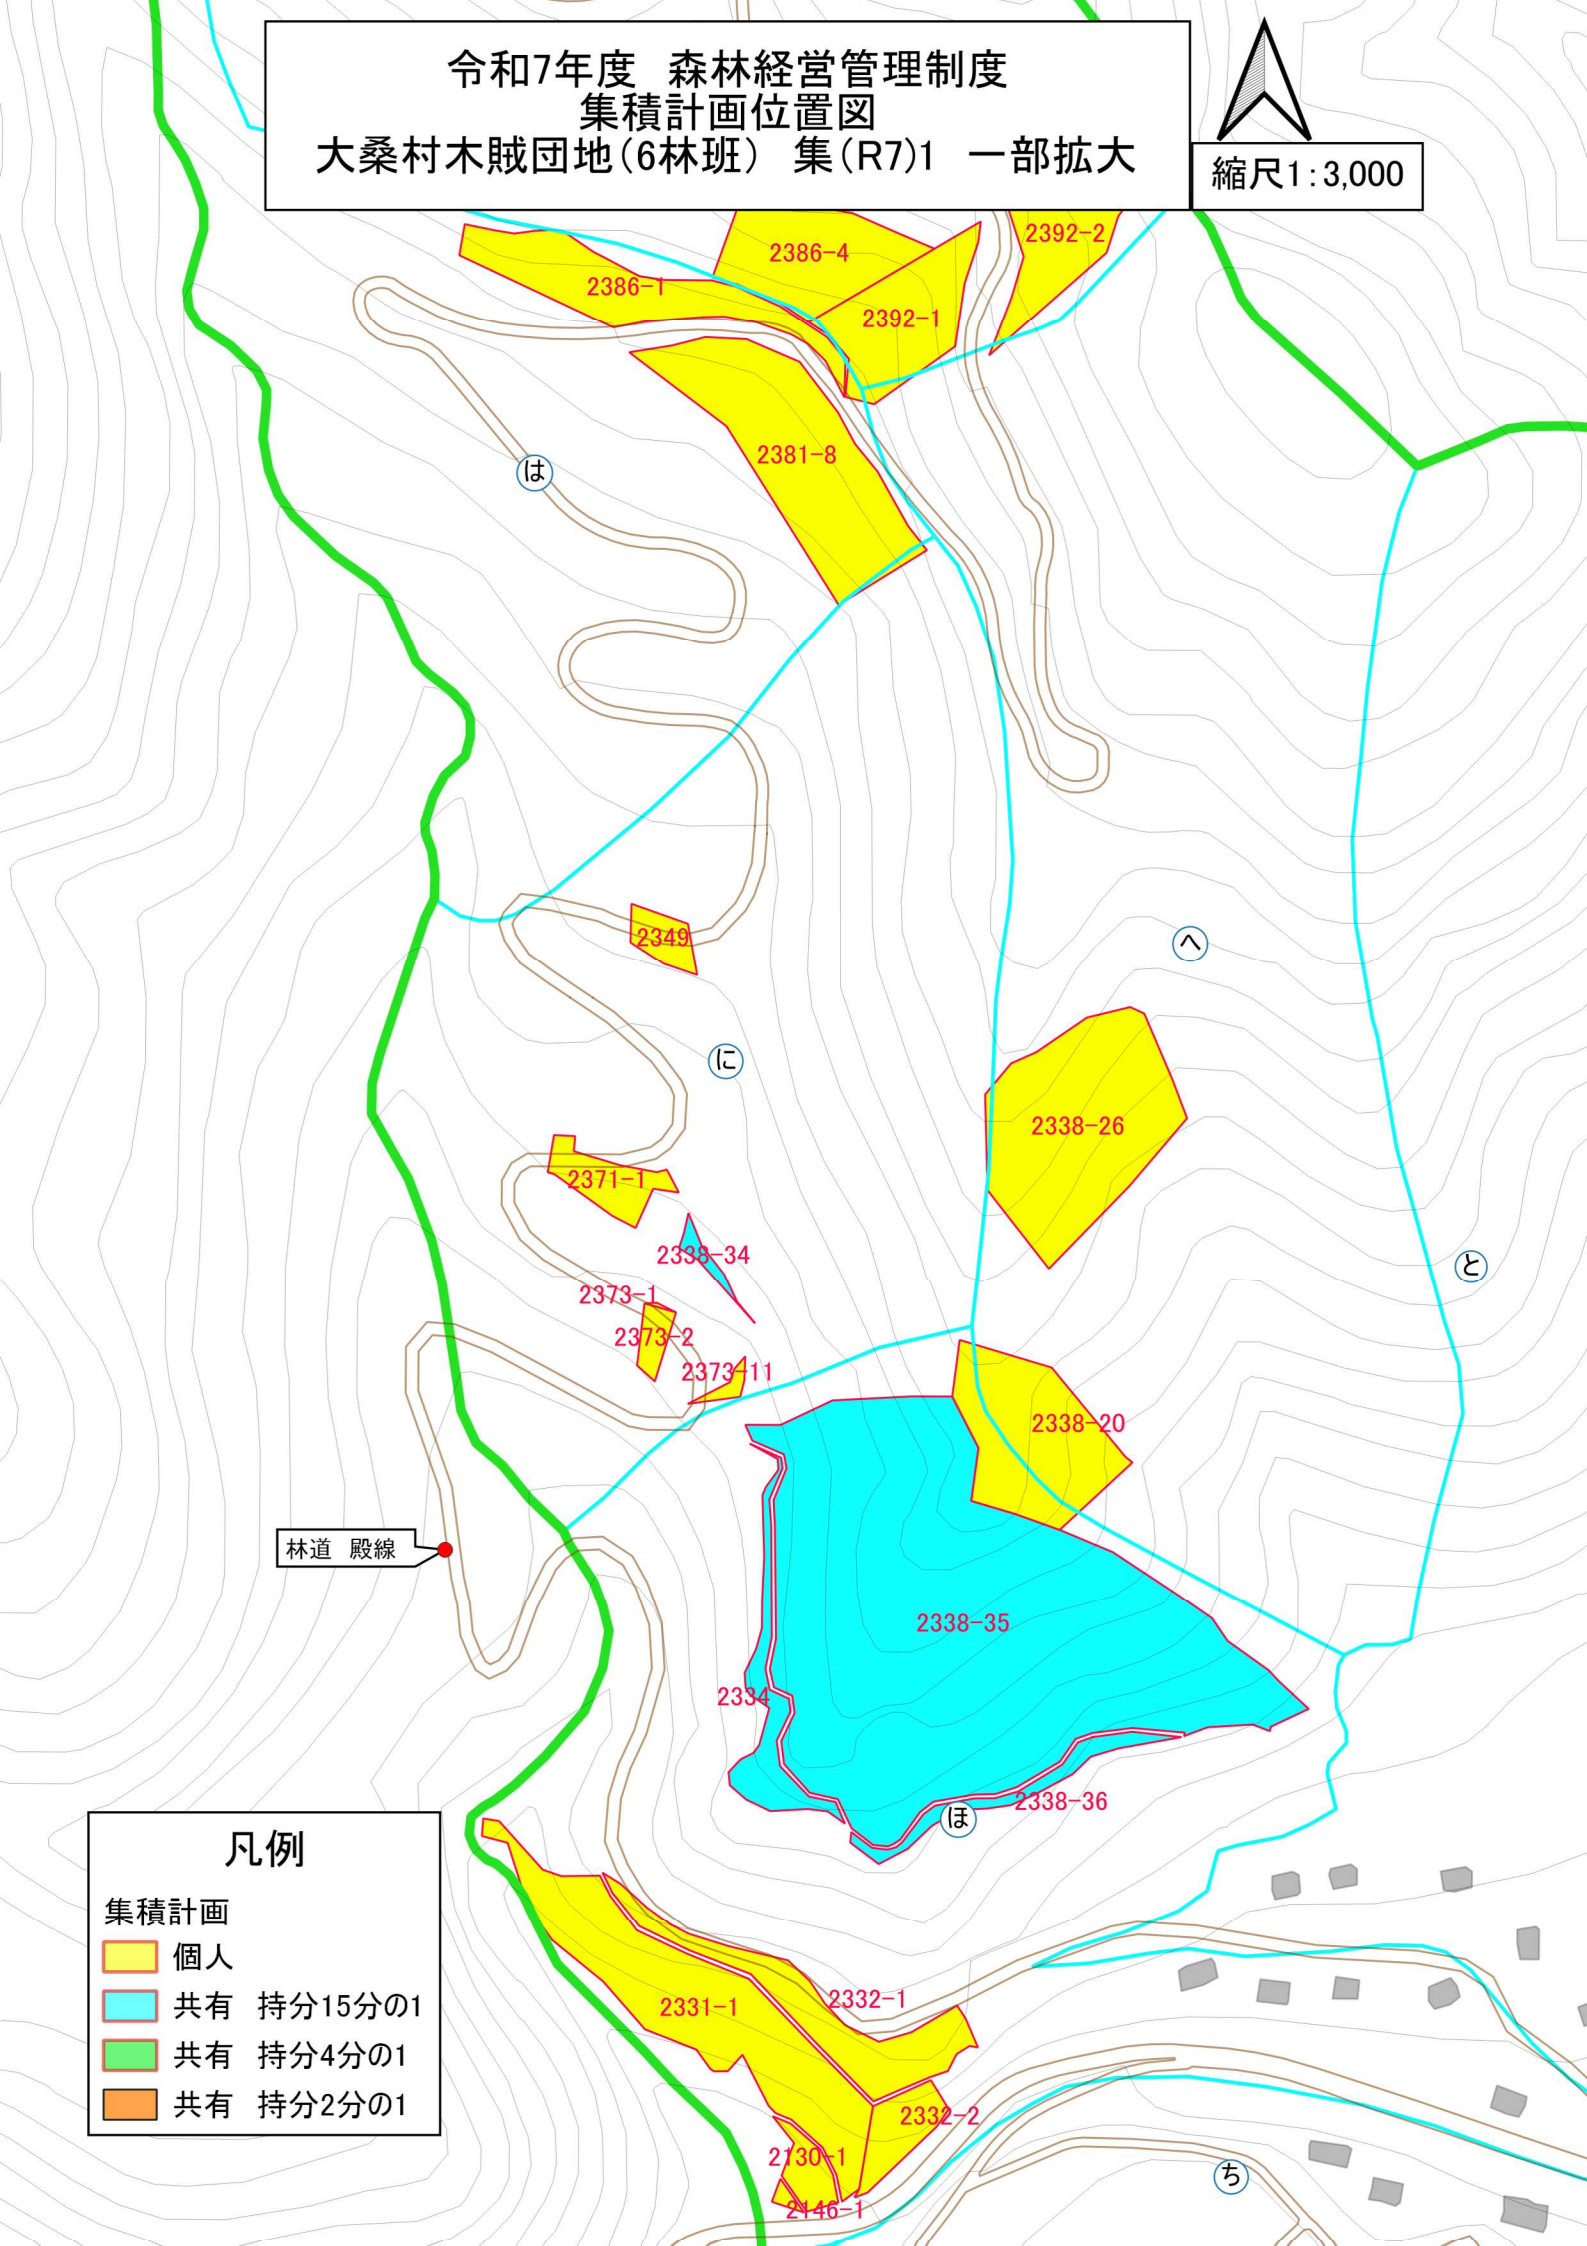 令和7年度　森林経営管理制度
集積計画位置図
大桑村木賊団地(6林班)　集(R7)1　一部拡大
縮尺1:3,000
2392-2
2386-4
2386-1
2392-1
2381-8
は
2349
へ
に
2338-26
2371-1
2338-34
と
2373-1
2373-2
2373-11
2338-20
林道　殿線
2338-35
2334
2338-36
ほ
凡例
集積計画
個人
共有　持分15分の1
共有　持分4分の1
共有　持分2分の1
2332-1
2331-1
2332-2
2130-1
ち
2146-1